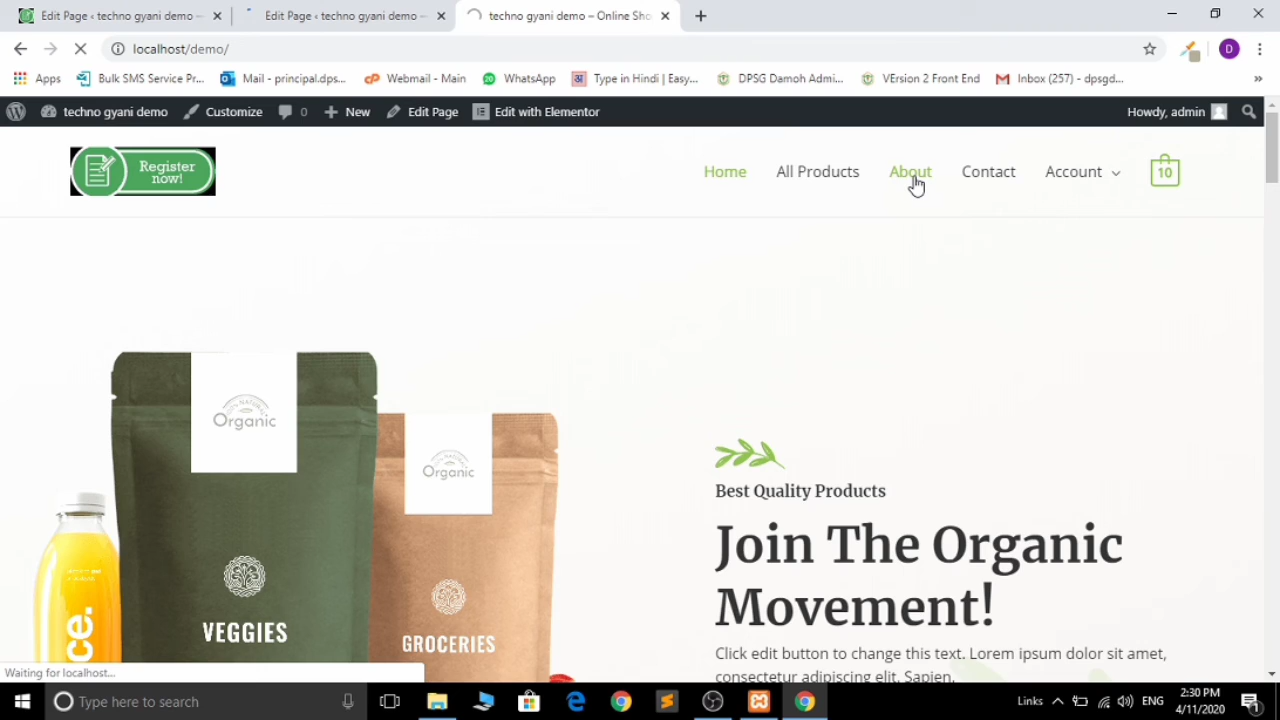 Edit Page ‹ techno gyani demo —
Edit Page ‹ techno gyani demo —
techno gyani demo – Online Sho
localhost/demo/
D
Apps
Bulk SMS Service Pr...
Mail - principal.dps...
Webmail - Main
WhatsApp
Type in Hindi | Easy...
DPSG Damoh Admi...
VErsion 2 Front End
Inbox (257) - dpsgd...
techno gyani demo
Customize
0
New
Edit Page
Edit with Elementor
Howdy, admin
Register
now!
Home
All Products
About
Contact
Account
10
100% NATURAL
Organic
Organic
Best Quality Products
Join The Organic
Movement!
Click edit button to change this text. Lorem ipsum dolor sit amet,
consectetur adipiscing elit. Sapien.
VEGGIES
GROCERIES
ce.
Waiting for localhost...
Type here to search
Links
ENG
2:30 PM
4/11/2020
1